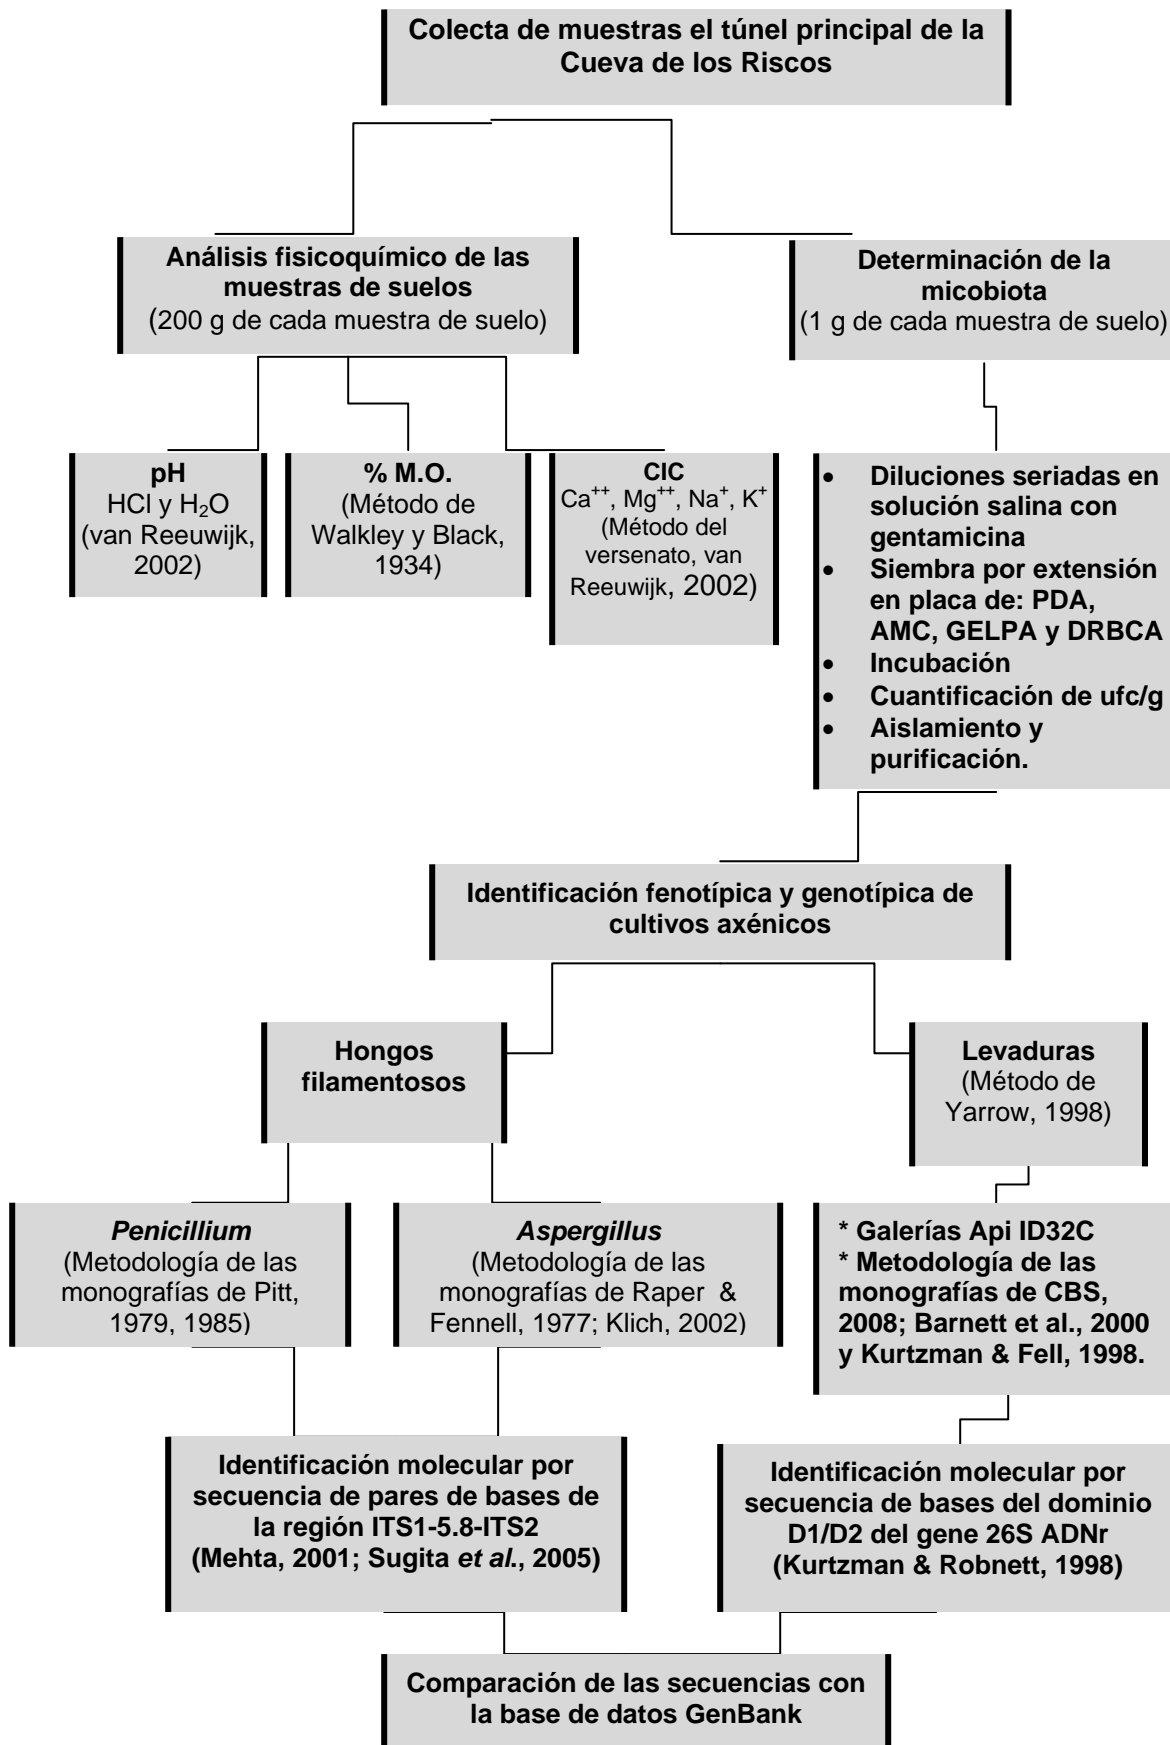 Colecta de muestras el túnel principal de la
Cueva de los Riscos
Análisis fisicoquímico de las
muestras de suelos
(200 g de cada muestra de suelo)
Determinación de la
micobiota
(1 g de cada muestra de suelo)
pH
HCl y H₂O
(van Reeuwijk,
2002)
% M.O.
(Método de
Walkley y Black,
1934)
CIC
Ca⁺⁺, Mg⁺⁺, Na⁺, K⁺
(Método del
versenato, van
Reeuwijk, 2002)
• Diluciones seriadas en
solución salina con
gentamicina
• Siembra por extensión
en placa de: PDA,
AMC, GELPA y DRBCA
• Incubación
• Cuantificación de ufc/g
• Aislamiento y
purificación.
Identificación fenotípica y genotípica de
cultivos axénicos
Hongos
filamentosos
Levaduras
(Método de
Yarrow, 1998)
Penicillium
(Metodología de las
monografías de Pitt,
1979, 1985)
Aspergillus
(Metodología de las
monografías de Raper &
Fennell, 1977; Klich, 2002)
* Galerías Api ID32C
* Metodología de las
monografías de CBS,
2008; Barnett et al., 2000
y Kurtzman & Fell, 1998.
Identificación molecular por
secuencia de pares de bases de
la región ITS1-5.8-ITS2
(Mehta, 2001; Sugita et al., 2005)
Identificación molecular por
secuencia de bases del dominio
D1/D2 del gene 26S ADNr
(Kurtzman & Robnett, 1998)
Comparación de las secuencias con
la base de datos GenBank